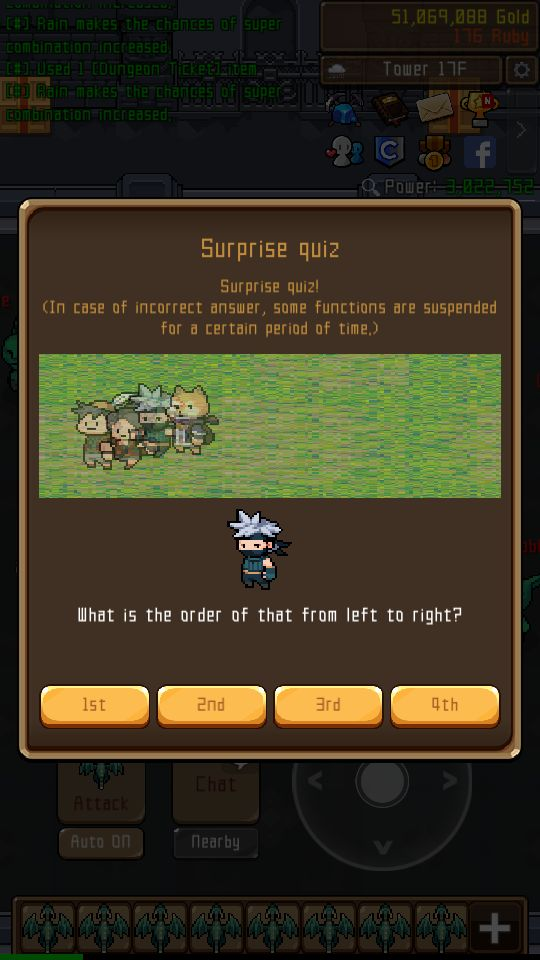 combination increased.
[#] Rain makes the chances of super
combination increased.
[#] Used 1 [Dungeon Ticket] item.
[#] Rain makes the chances of super
combination increased.
51,069,088 Gold
176 Ruby
Tower 17F
N
C
f
Power: 3,022,752
Surprise quiz
Surprise quiz!
(In case of incorrect answer, some functions are suspended
for a certain period of time.)
What is the order of that from left to right?
1st
2nd
3rd
4th
Attack
Chat
Auto ON
Nearby